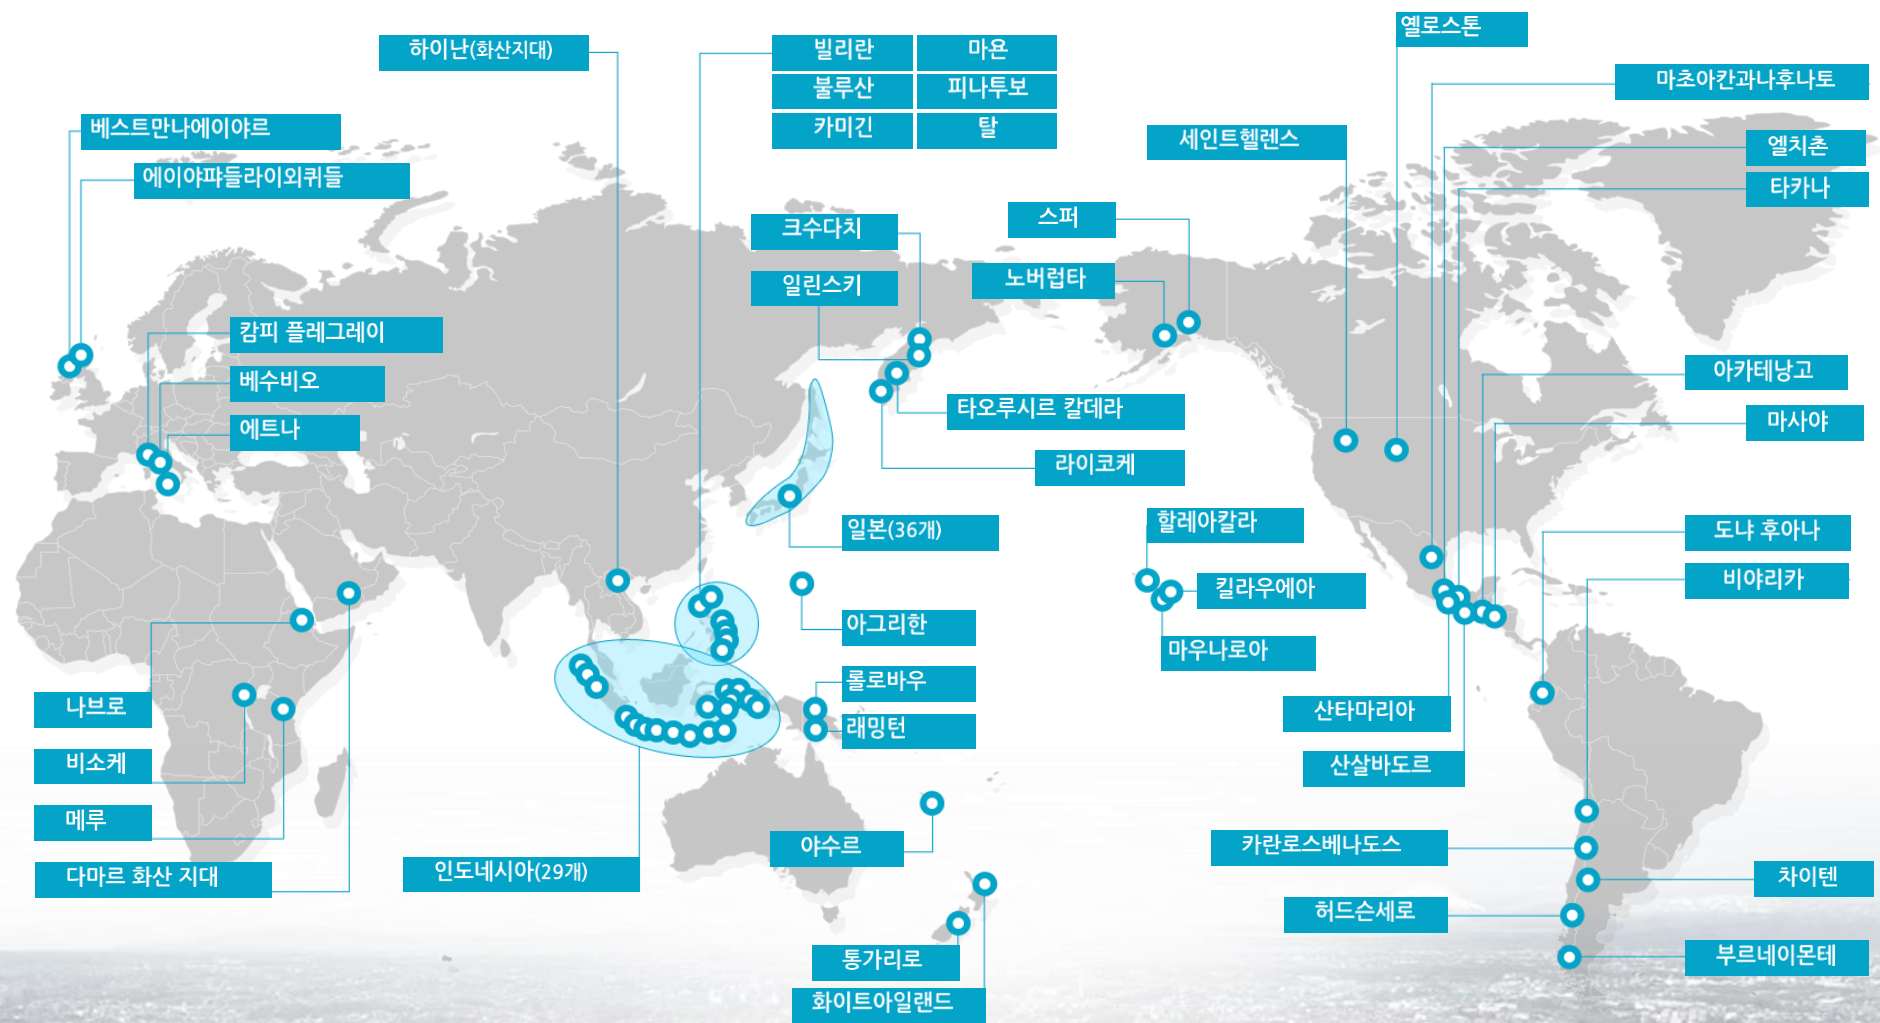 옐로스톤
하이난(화산지대)
빌리란
마욘
불루산
피나투보
카미긴
탈
마초아칸과나후나토
베스트만나에이야르
세인트헬렌스
엘치촌
에이야퍄들라이외퀴들
타카나
크수다치
스퍼
일린스키
노버럽타
캄피 플레그레이
베수비오
에트나
아카테낭고
타오루시르 칼데라
마사야
라이코케
일본(36개)
할레아칼라
도냐 후아나
킬라우에아
비야리카
아그리한
마우나로아
롤로바우
래밍턴
나브로
산타마리아
비소케
산살바도르
메루
야수르
카란로스베나도스
다마르 화산 지대
인도네시아(29개)
차이텐
허드슨세로
통가리로
부르네이몬테
화이트아일랜드